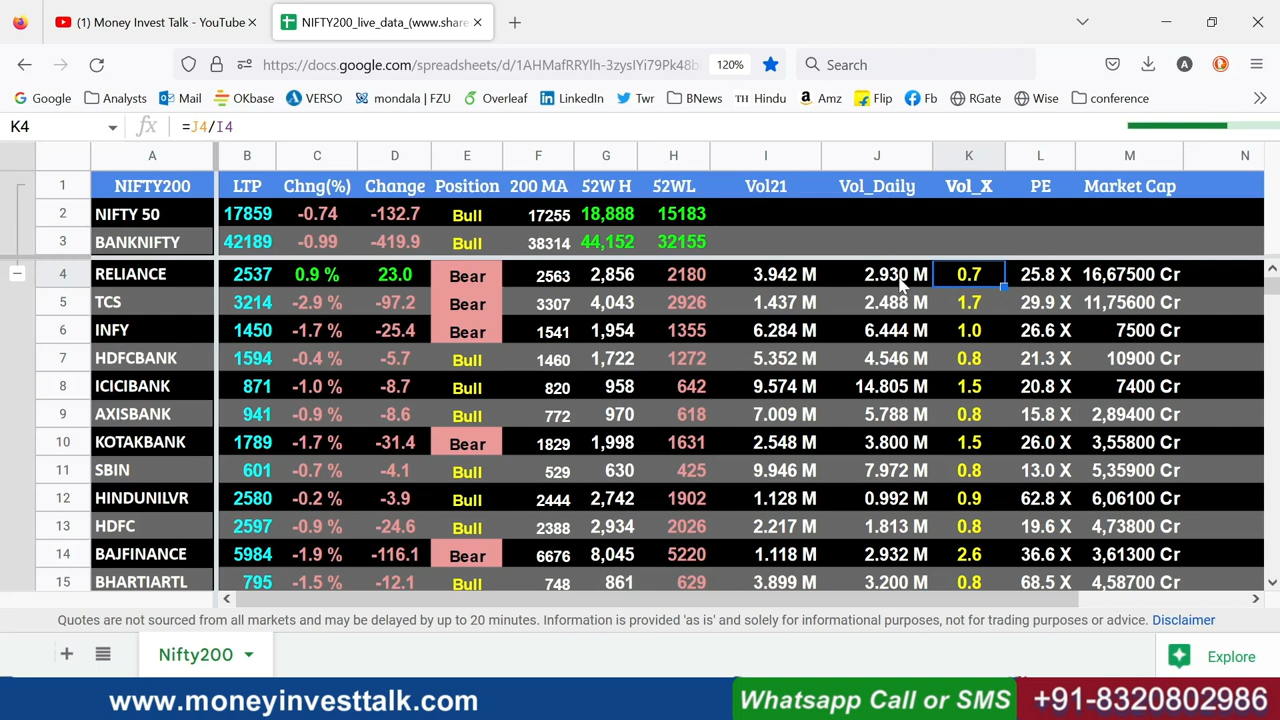 (1) Money Invest Talk - YouTube
NIFTY200_live_data_(www.share
https://docs.google.com/spreadsheets/d/1AHMafRRYlh-3zysIYi79Pk48b
120%
Search
Google Analysts Mail OKbase VERSO mondala | FZU Overleaf LinkedIn Twr BNews TH Hindu Amz Flip Fb RGate Wise conference
K4 fx =J4/I4
A B C D E F G H I J K L M N
1 NIFTY200 LTP Chng(%) Change Position 200 MA 52W H 52WL Vol21 Vol_Daily Vol_X PE Market Cap
2 NIFTY 50 17859 -0.74 -132.7 Bull 17255 18,888 15183
3 BANKNIFTY 42189 -0.99 -419.9 Bull 38314 44,152 32155
4 RELIANCE 2537 0.9 % 23.0 Bear 2563 2,856 2180 3.942 M 2.930 M 0.7 25.8 X 16,67500 Cr
5 TCS 3214 -2.9 % -97.2 Bear 3307 4,043 2926 1.437 M 2.488 M 1.7 29.9 X 11,75600 Cr
6 INFY 1450 -1.7 % -25.4 Bear 1541 1,954 1355 6.284 M 6.444 M 1.0 26.6 X 7500 Cr
7 HDFCBANK 1594 -0.4 % -5.7 Bull 1460 1,722 1272 5.352 M 4.546 M 0.8 21.3 X 10900 Cr
8 ICICIBANK 871 -1.0 % -8.7 Bull 820 958 642 9.574 M 14.805 M 1.5 20.8 X 7400 Cr
9 AXISBANK 941 -0.9 % -8.6 Bull 772 970 618 7.009 M 5.788 M 0.8 15.8 X 2,89400 Cr
10 KOTAKBANK 1789 -1.7 % -31.4 Bear 1829 1,998 1631 2.548 M 3.800 M 1.5 26.0 X 3,55800 Cr
11 SBIN 601 -0.7 % -4.1 Bull 529 630 425 9.946 M 7.972 M 0.8 13.0 X 5,35900 Cr
12 HINDUNILVR 2580 -0.2 % -3.9 Bull 2444 2,742 1902 1.128 M 0.992 M 0.9 62.8 X 6,06100 Cr
13 HDFC 2597 -0.9 % -24.6 Bull 2388 2,934 2026 2.217 M 1.813 M 0.8 19.6 X 4,73800 Cr
14 BAJFINANCE 5984 -1.9 % -116.1 Bear 6676 8,045 5220 1.118 M 2.932 M 2.6 36.6 X 3,61300 Cr
15 BHARTIARTL 795 -1.5 % -12.1 Bull 748 861 629 3.899 M 3.200 M 0.8 68.5 X 4,58700 Cr
Quotes are not sourced from all markets and may be delayed by up to 20 minutes. Information is provided 'as is' and solely for informational purposes, not for trading purposes or advice. Disclaimer
Nifty200
Explore
www.moneyinvesttalk.com
Whatsapp Call or SMS +91-8320802986